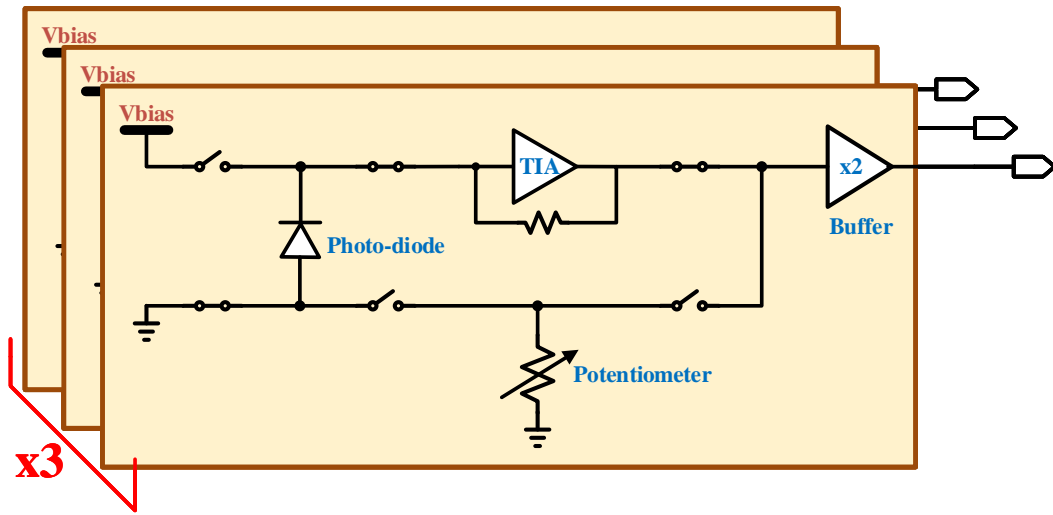 Vbias
Vbias
Vbias
TIA
x2
Photo-diode
Buffer
Potentiometer
x3